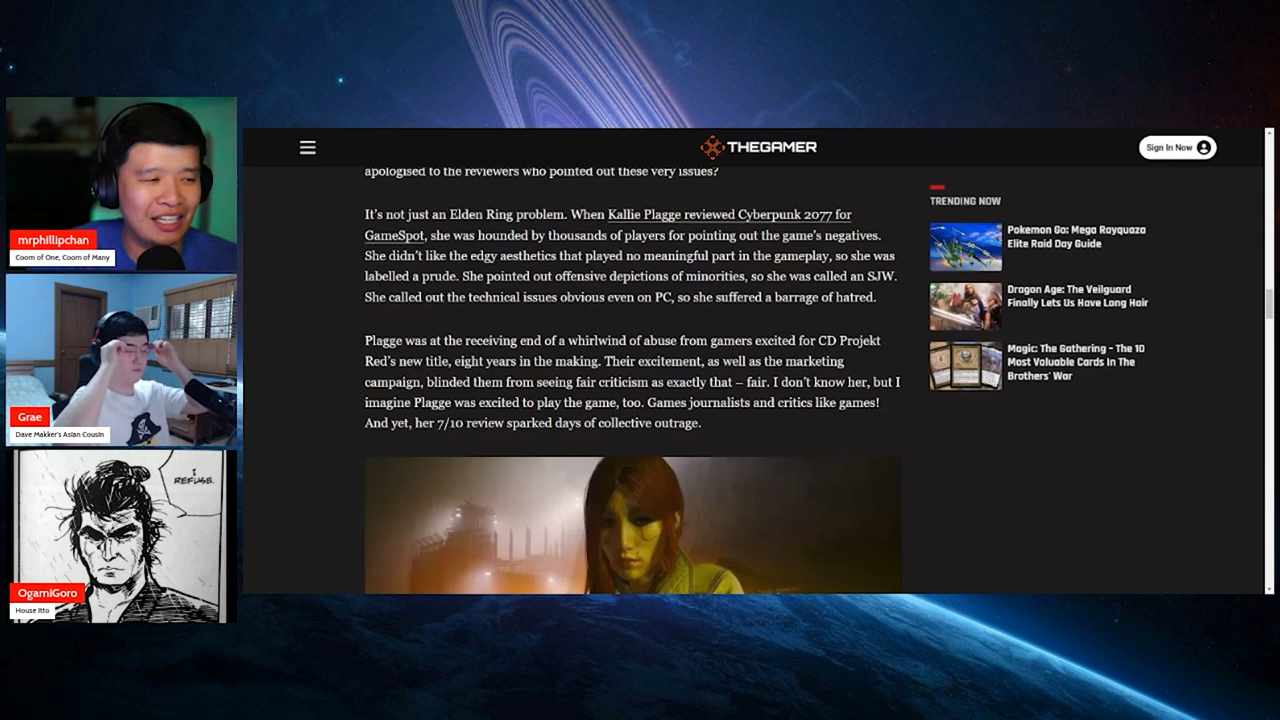 mrphillipchan
Coom of One, Coom of Many
Grae
Dave Makker's Asian Cousin
I
REFUSE.
OgamiGoro
House Itto
THEGAMER
Sign In Now
apologised to the reviewers who pointed out these very issues?
It's not just an Elden Ring problem. When Kallie Plagge reviewed Cyberpunk 2077 for
GameSpot, she was hounded by thousands of players for pointing out the game's negatives.
She didn't like the edgy aesthetics that played no meaningful part in the gameplay, so she was
labelled a prude. She pointed out offensive depictions of minorities, so she was called an SJW.
She called out the technical issues obvious even on PC, so she suffered a barrage of hatred.
Plagge was at the receiving end of a whirlwind of abuse from gamers excited for CD Projekt
Red's new title, eight years in the making. Their excitement, as well as the marketing
campaign, blinded them from seeing fair criticism as exactly that – fair. I don't know her, but I
imagine Plagge was excited to play the game, too. Games journalists and critics like games!
And yet, her 7/10 review sparked days of collective outrage.
TRENDING NOW
Pokemon Go: Mega Rayquaza
Elite Raid Day Guide
Dragon Age: The Veilguard
Finally Lets Us Have Long Hair
Magic: The Gathering - The 10
Most Valuable Cards In The
Brothers' War